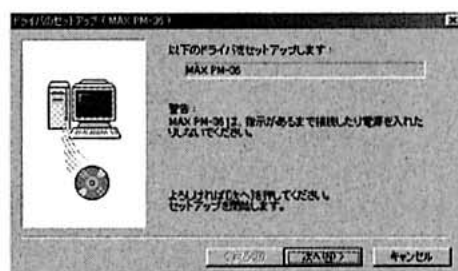 ドライバのセットアップ ( MAX PM-06 )
以下のドライバをセットアップします :
MAX PM-06
警告 :
MAX PM-06は、指示があるまで接続したり電源を入れた
りしないでください。
よろしければ[次へ]を押してください。
セットアップを開始します。
次へ(N) >
キャンセル